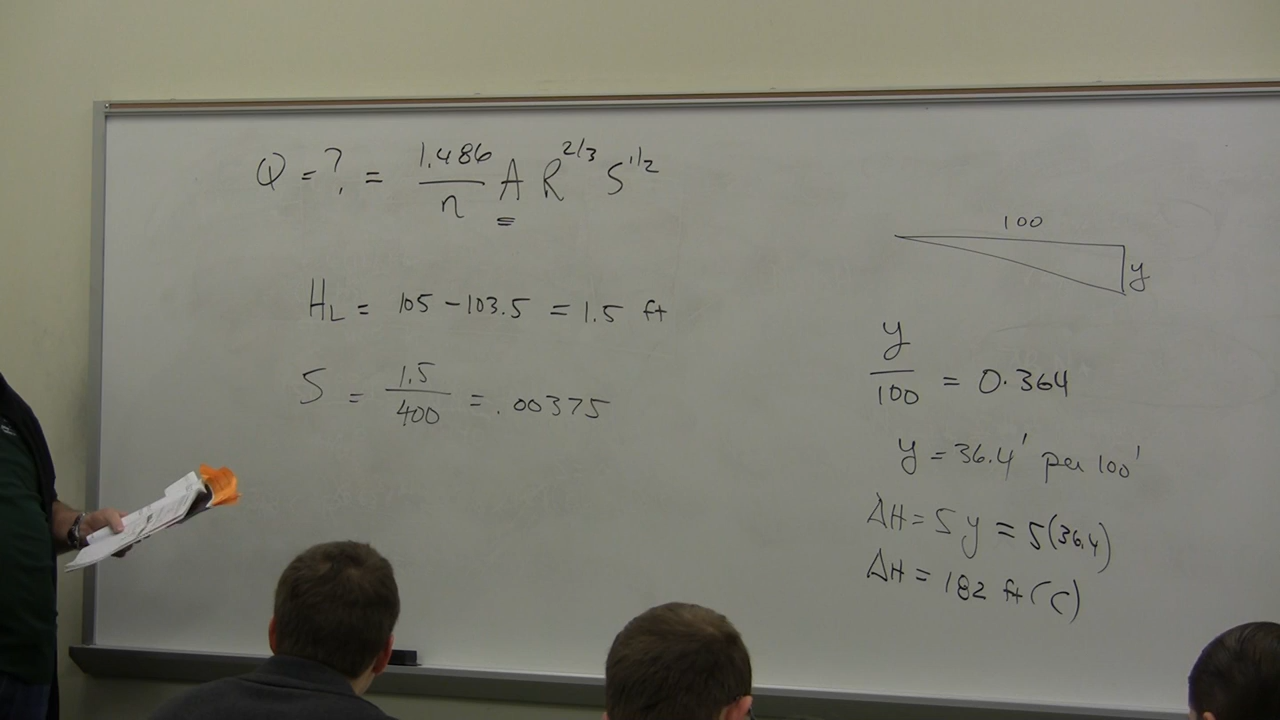 Q = ? = 1.486/n A R^2/3 S^1/2
H_L = 105 - 103.5 = 1.5 ft
S = 1.5/400 = .00375
100
y
y/100 = 0.364
y = 36.4' per 100'
ΔH = 5y = 5(36.4)
ΔH = 182 ft (C)